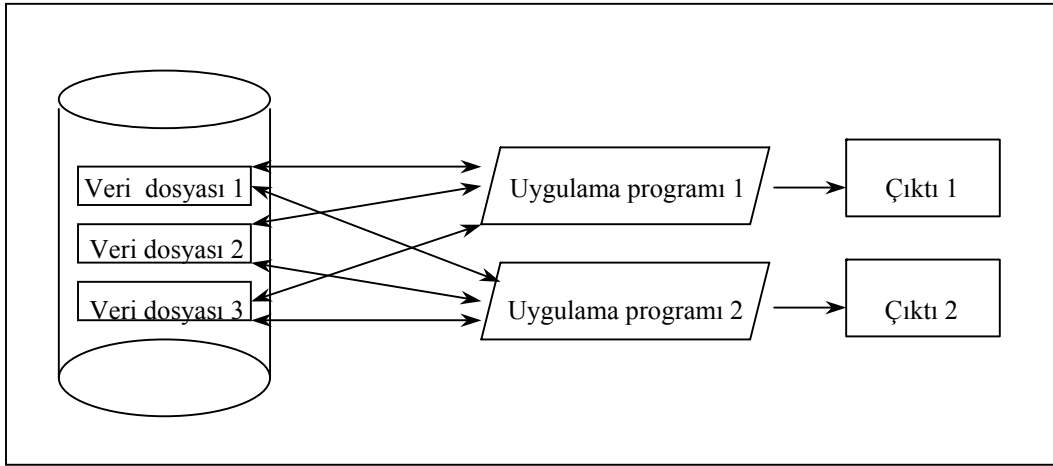 Veri dosyası 1
Veri dosyası 2
Veri dosyası 3
Uygulama programı 1
Uygulama programı 2
Çıktı 1
Çıktı 2